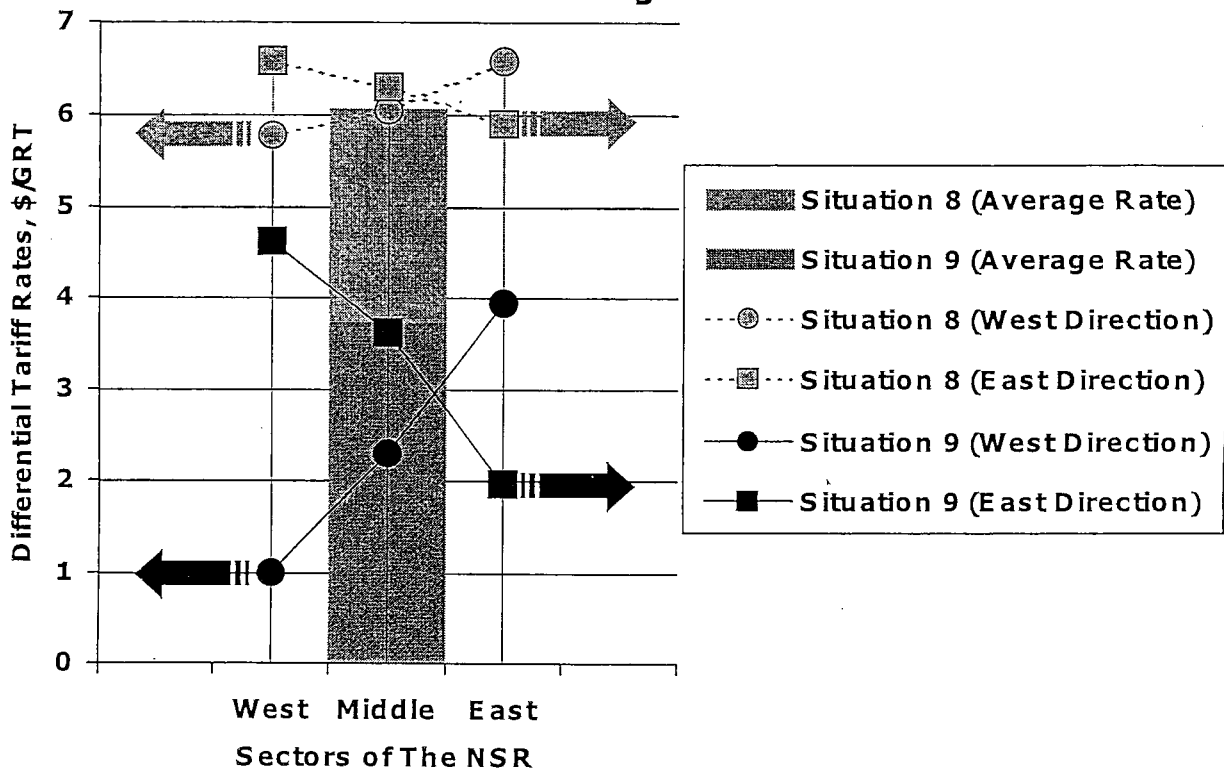 7
6
5
4
3
2
1
0
Differential Tariff Rates, $/GRT
West Middle East
Sectors of The NSR
Situation 8 (Average Rate)
Situation 9 (Average Rate)
Situation 8 (West Direction)
Situation 8 (East Direction)
Situation 9 (West Direction)
Situation 9 (East Direction)